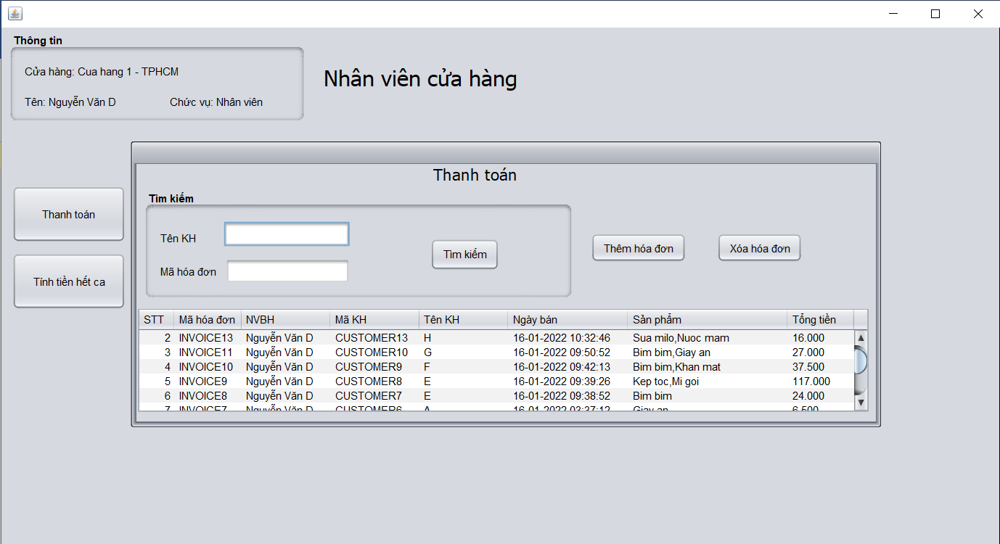 Thông tin
Cửa hàng: Cua hang 1 - TPHCM
Tên: Nguyễn Văn D Chức vụ: Nhân viên
Nhân viên cửa hàng
Thanh toán
Tính tiền hết ca
Thanh toán
Tìm kiếm
Tên KH
Mã hóa đơn
Tìm kiếm
Thêm hóa đơn
Xóa hóa đơn
STT Mã hóa đơn NVBH Mã KH Tên KH Ngày bán Sản phẩm Tổng tiền
2 INVOICE13 Nguyễn Văn D CUSTOMER13 H 16-01-2022 10:32:46 Sua milo,Nuoc mam 16.000
3 INVOICE11 Nguyễn Văn D CUSTOMER10 G 16-01-2022 09:50:52 Bim bim,Giay an 27.000
4 INVOICE10 Nguyễn Văn D CUSTOMER9 F 16-01-2022 09:42:13 Bim bim,Khan mat 37.500
5 INVOICE9 Nguyễn Văn D CUSTOMER8 E 16-01-2022 09:39:26 Kep toc,Mi goi 117.000
6 INVOICE8 Nguyễn Văn D CUSTOMER7 E 16-01-2022 09:38:52 Bim bim 24.000
7 INVOICE7 Nguyễn Văn D CUSTOMER6 A 16-01-2022 03:37:12 Giay an 6.500